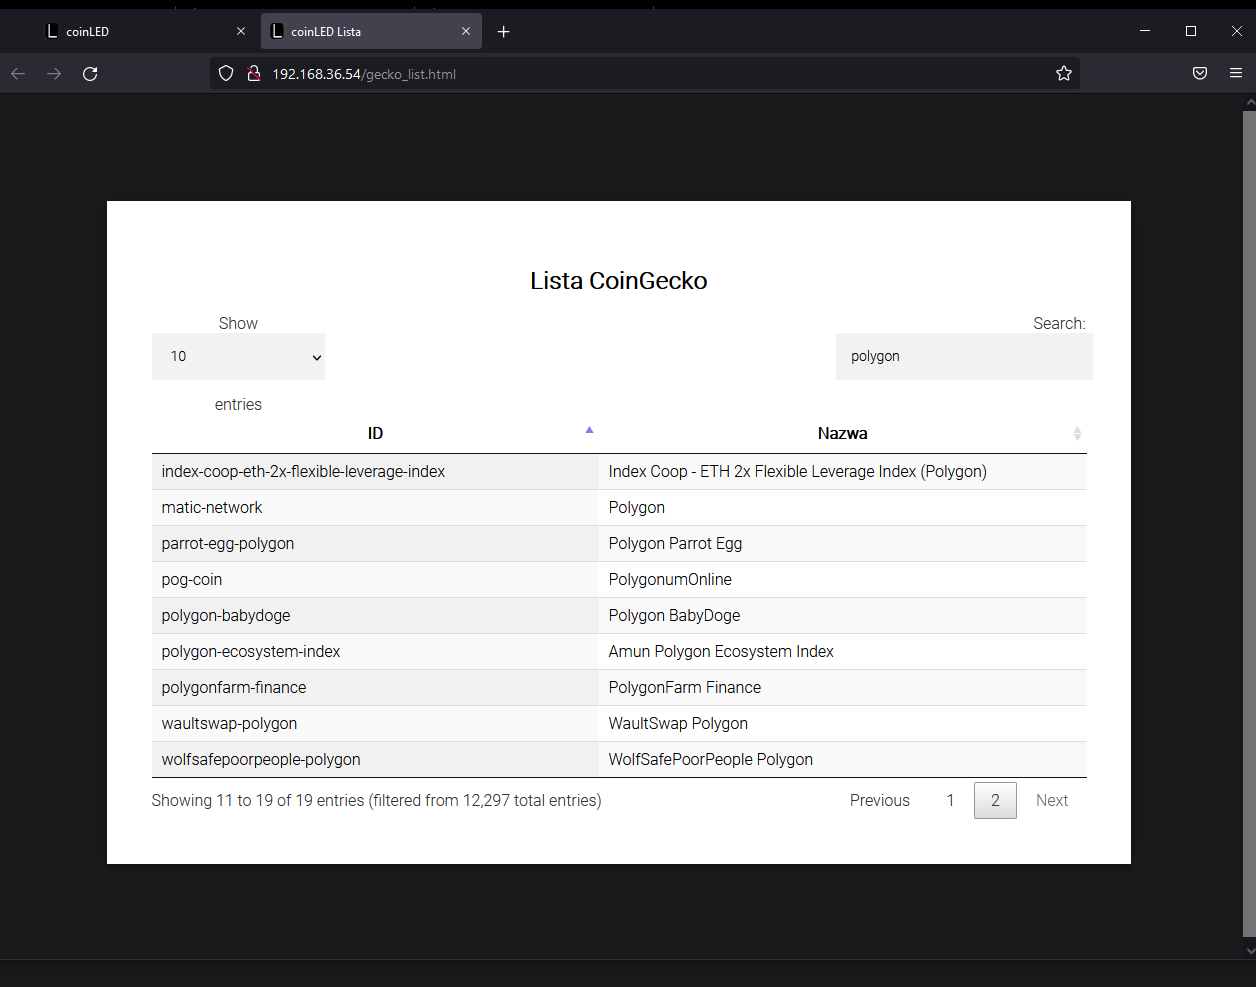 coinLED
coinLED Lista
192.168.36.54/gecko_list.html
Lista CoinGecko
Show
Search:
10
polygon
entries
ID Nazwa
index-coop-eth-2x-flexible-leverage-index Index Coop - ETH 2x Flexible Leverage Index (Polygon)
matic-network Polygon
parrot-egg-polygon Polygon Parrot Egg
pog-coin PolygonumOnline
polygon-babydoge Polygon BabyDoge
polygon-ecosystem-index Amun Polygon Ecosystem Index
polygonfarm-finance PolygonFarm Finance
waultswap-polygon WaultSwap Polygon
wolfsafepoorpeople-polygon WolfSafePoorPeople Polygon
Showing 11 to 19 of 19 entries (filtered from 12,297 total entries) Previous 1 2 Next